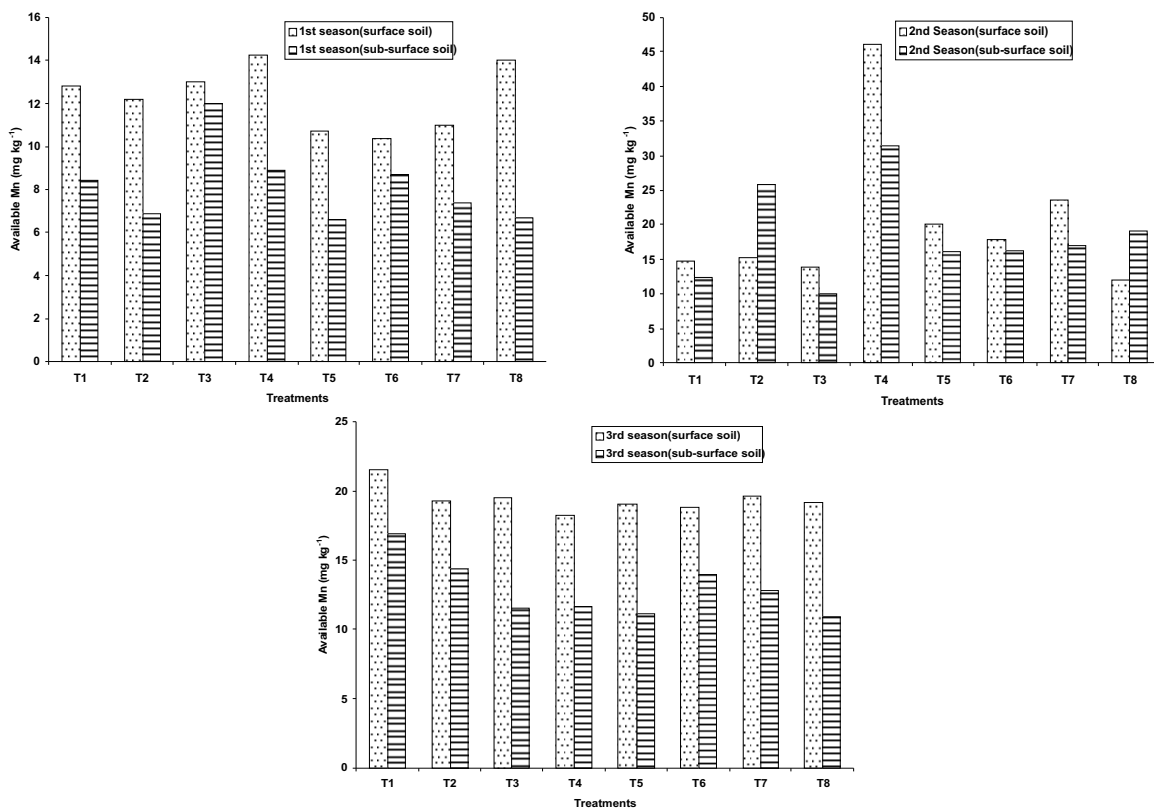 16
14
12
10
8
6
4
2
0
Available Mn (mg kg⁻¹)
1st season(surface soil)
1st season(sub-surface soil)
T1 T2 T3 T4 T5 T6 T7 T8
Treatments
50
45
40
35
30
25
20
15
10
5
0
Available Mn (mg kg⁻¹)
2nd Season(surface soil)
2nd Season(sub-surface soil)
T1 T2 T3 T4 T5 T6 T7 T8
Treatments
25
20
15
10
5
0
Available Mn (mg kg⁻¹)
3rd season(surface soil)
3rd season(sub-surface soil)
T1 T2 T3 T4 T5 T6 T7 T8
Treatments